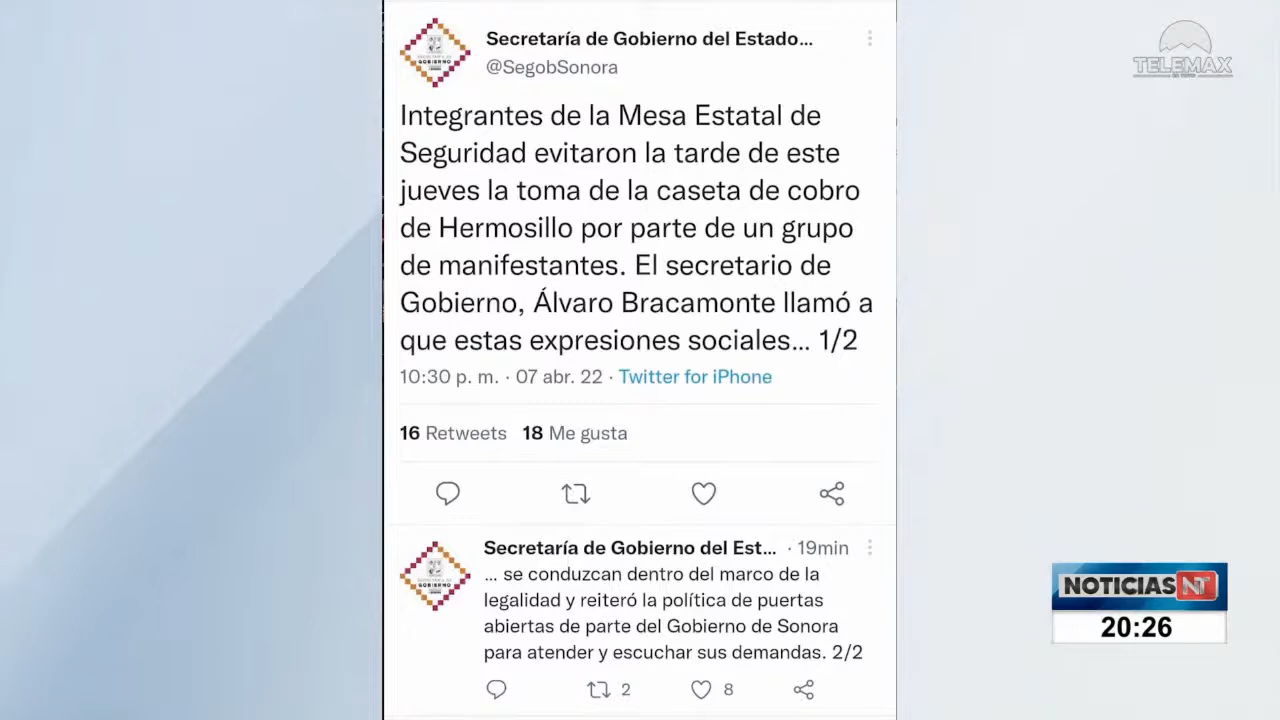 Secretaría de Gobierno del Estado...
@SegobSonora
Integrantes de la Mesa Estatal de
Seguridad evitaron la tarde de este
jueves la toma de la caseta de cobro
de Hermosillo por parte de un grupo
de manifestantes. El secretario de
Gobierno, Álvaro Bracamonte llamó a
que estas expresiones sociales... 1/2
10:30 p. m. · 07 abr. 22 · Twitter for iPhone
16 Retweets 18 Me gusta
Secretaría de Gobierno del Est... · 19min
... se conduzcan dentro del marco de la
legalidad y reiteró la política de puertas
abiertas de parte del Gobierno de Sonora
para atender y escuchar sus demandas. 2/2
2 8
TELEMAX
NOTICIAS NT
20:26
GOBIERNO
GOBIERNO